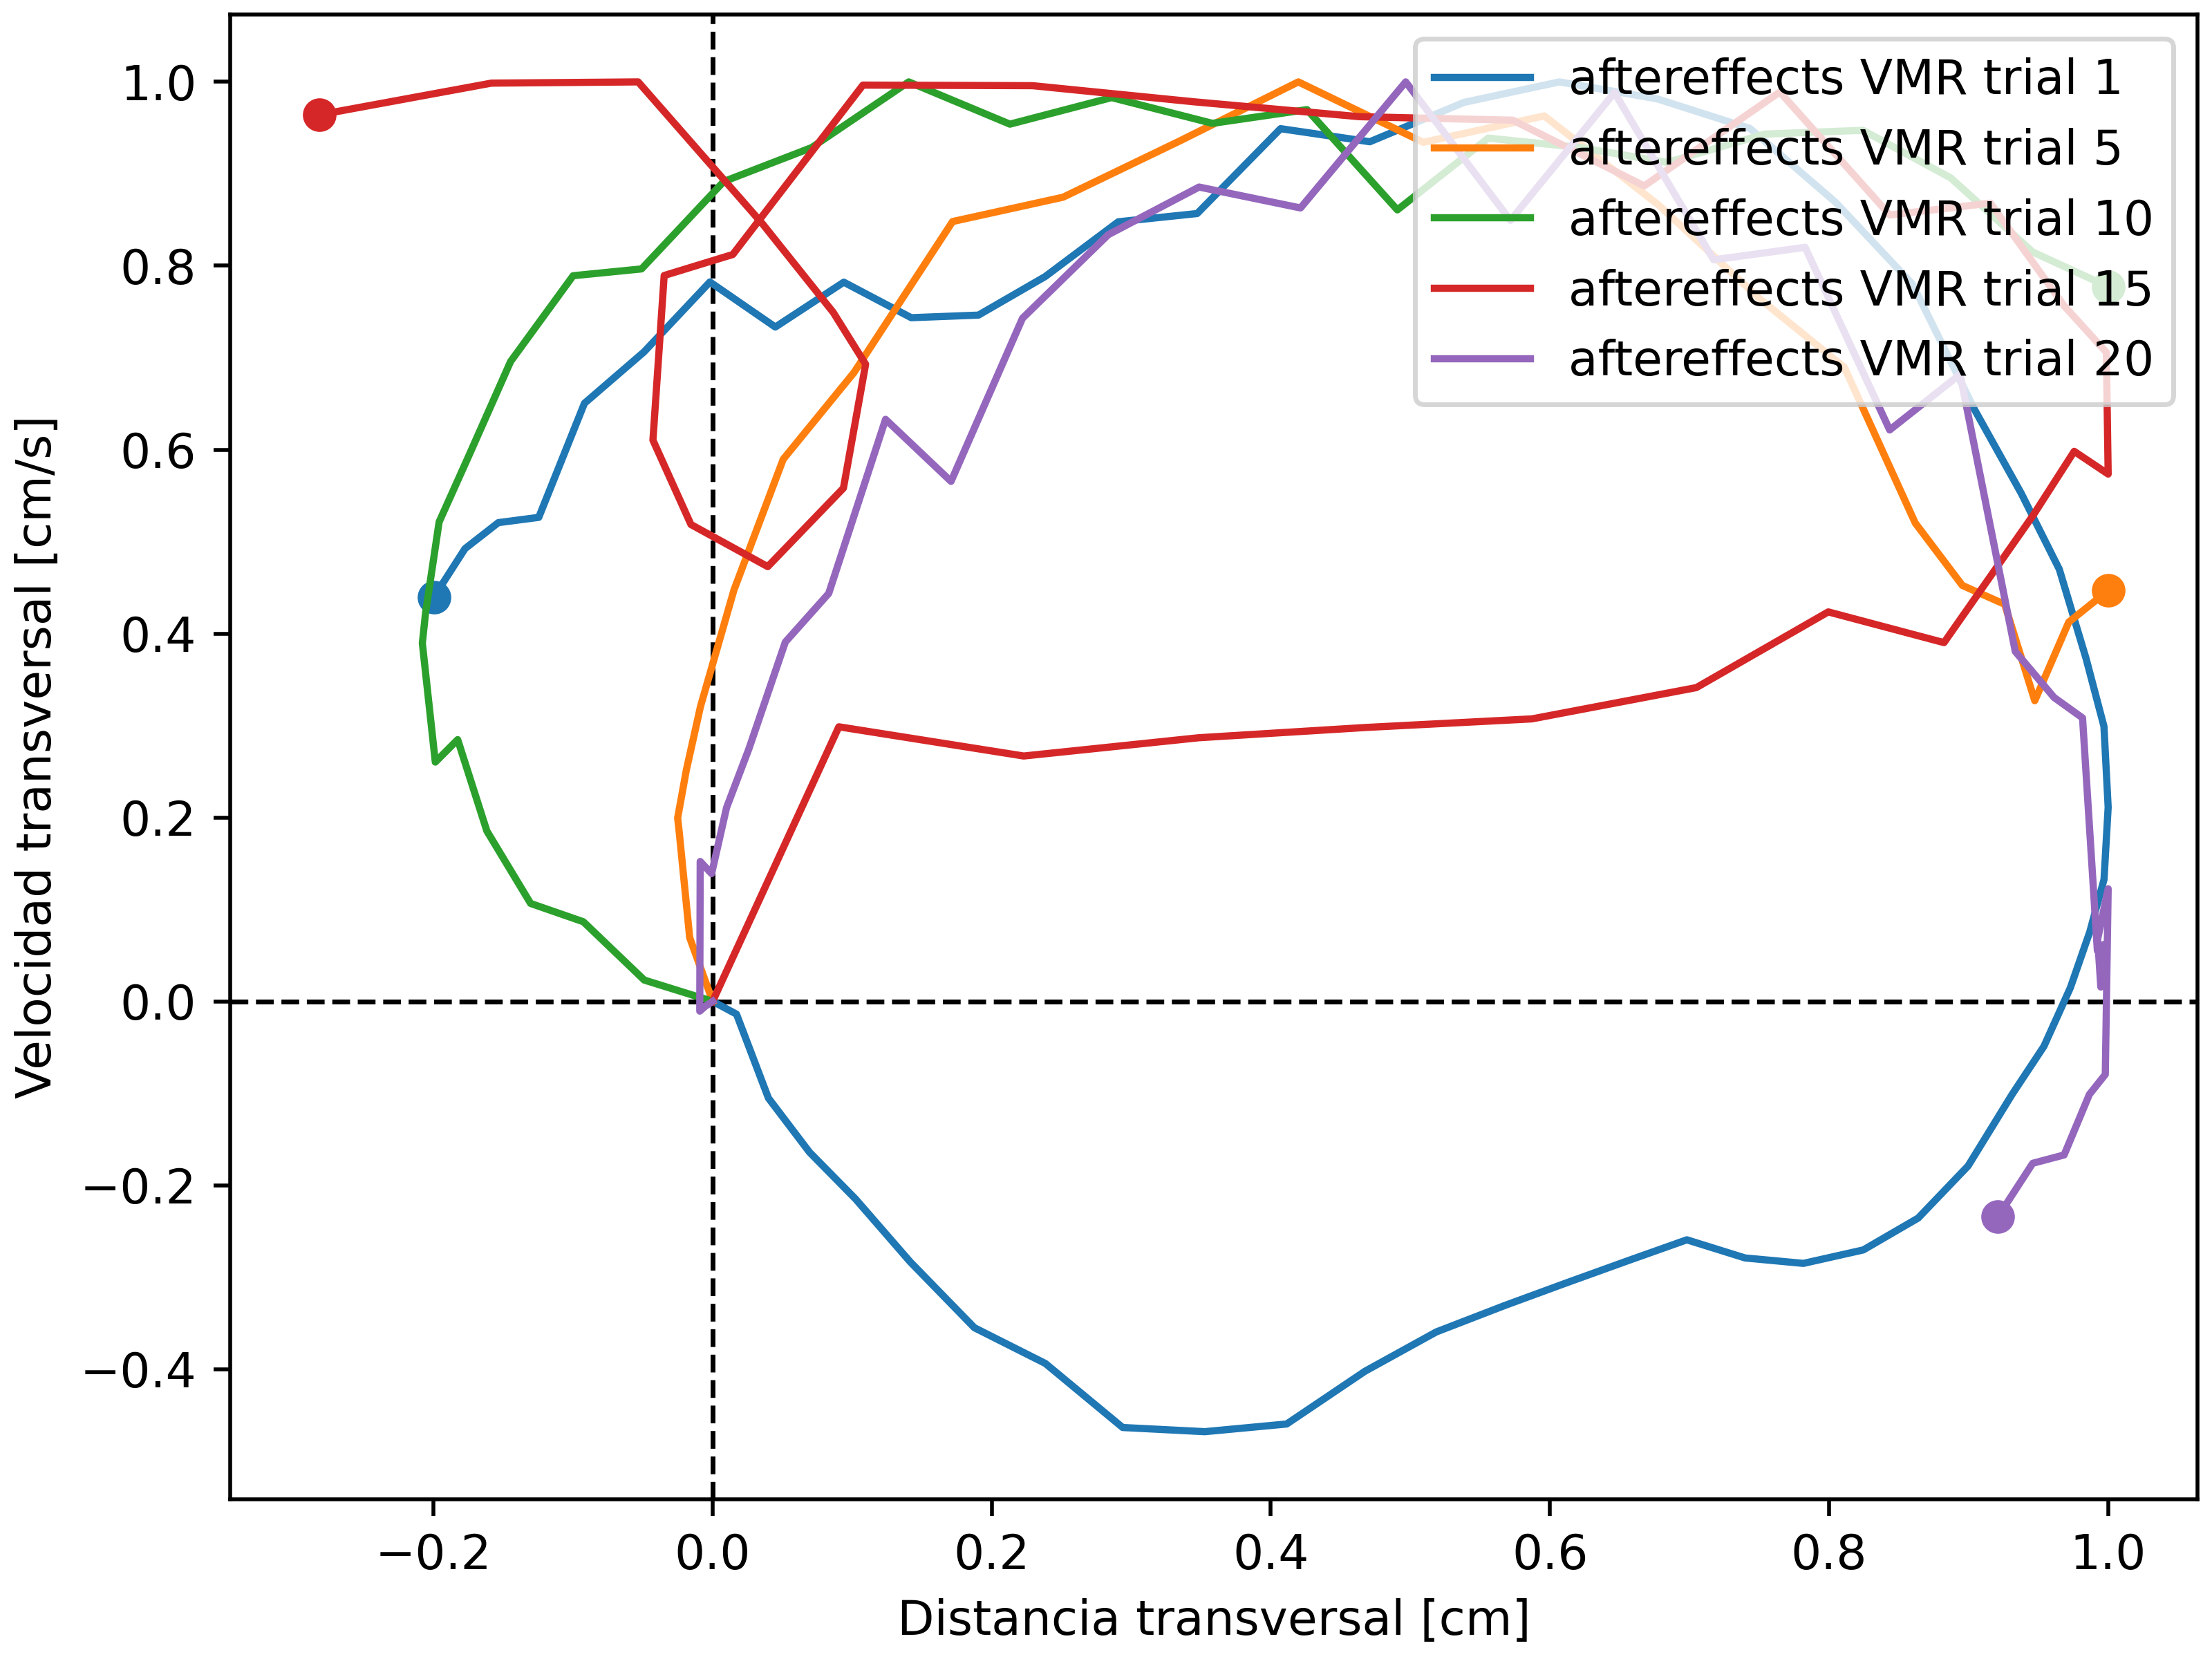 aftereffects VMR trial 1
aftereffects VMR trial 5
aftereffects VMR trial 10
aftereffects VMR trial 15
aftereffects VMR trial 20
Velocidad transversal [cm/s]
1.0
0.8
0.6
0.4
0.2
0.0
−0.2
−0.4
−0.2
0.0
0.2
0.4
0.6
0.8
1.0
Distancia transversal [cm]